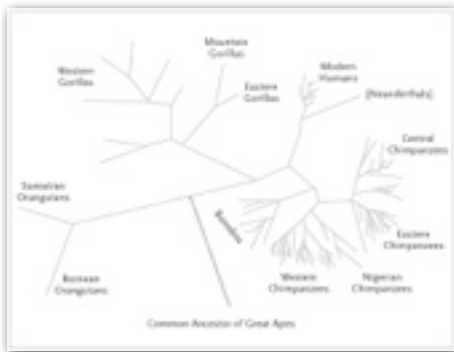 Mountain
Gorillas
Western
Gorillas
Eastern
Gorillas
Modern
Humans
(Neanderthals)
Central
Chimpanzees
Sumatran
Orangutans
Bonobos
Eastern
Chimpanzees
Bornean
Orangutans
Western
Chimpanzees
Nigerian
Chimpanzees
Common Ancestor of Great Apes